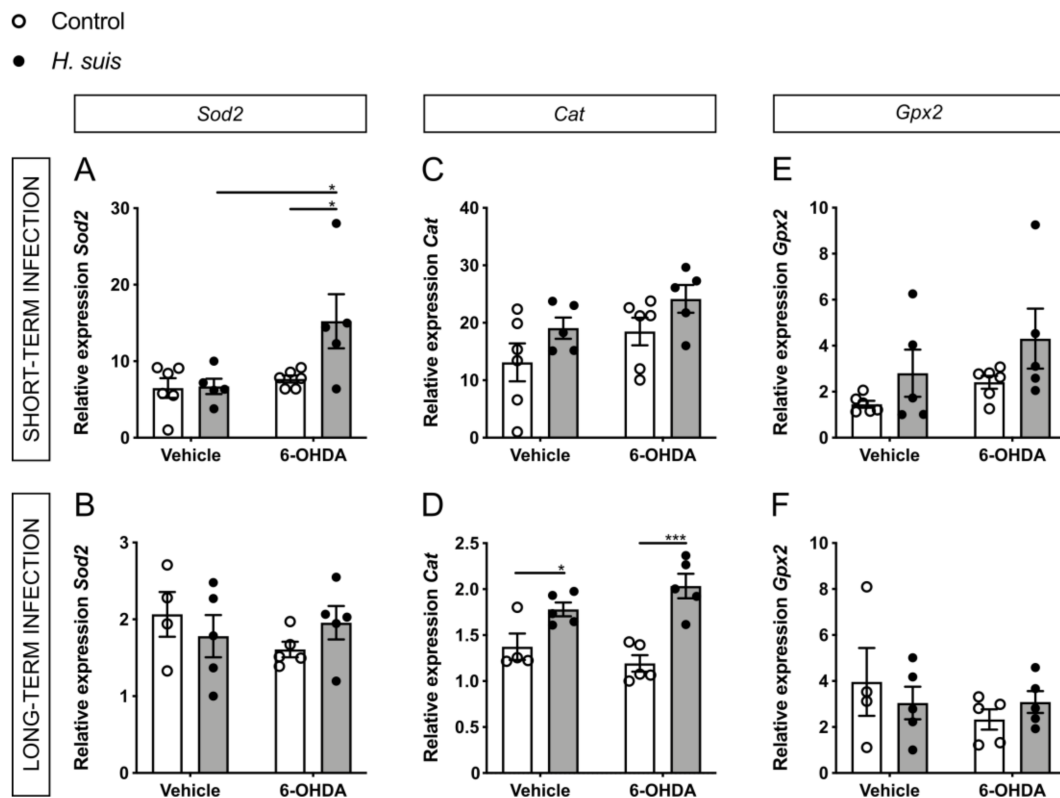 Control
H. suis
Sod2
Cat
Gpx2
SHORT-TERM INFECTION
A
Relative expression Sod2
30
20
10
0
*
*
Vehicle
6-OHDA
C
Relative expression Cat
40
30
20
10
0
Vehicle
6-OHDA
E
Relative expression Gpx2
10
8
6
4
2
0
Vehicle
6-OHDA
LONG-TERM INFECTION
B
Relative expression Sod2
3
2
1
0
Vehicle
6-OHDA
D
Relative expression Cat
2.5
2.0
1.5
1.0
0.5
0.0
*
***
Vehicle
6-OHDA
F
Relative expression Gpx2
10
8
6
4
2
0
Vehicle
6-OHDA